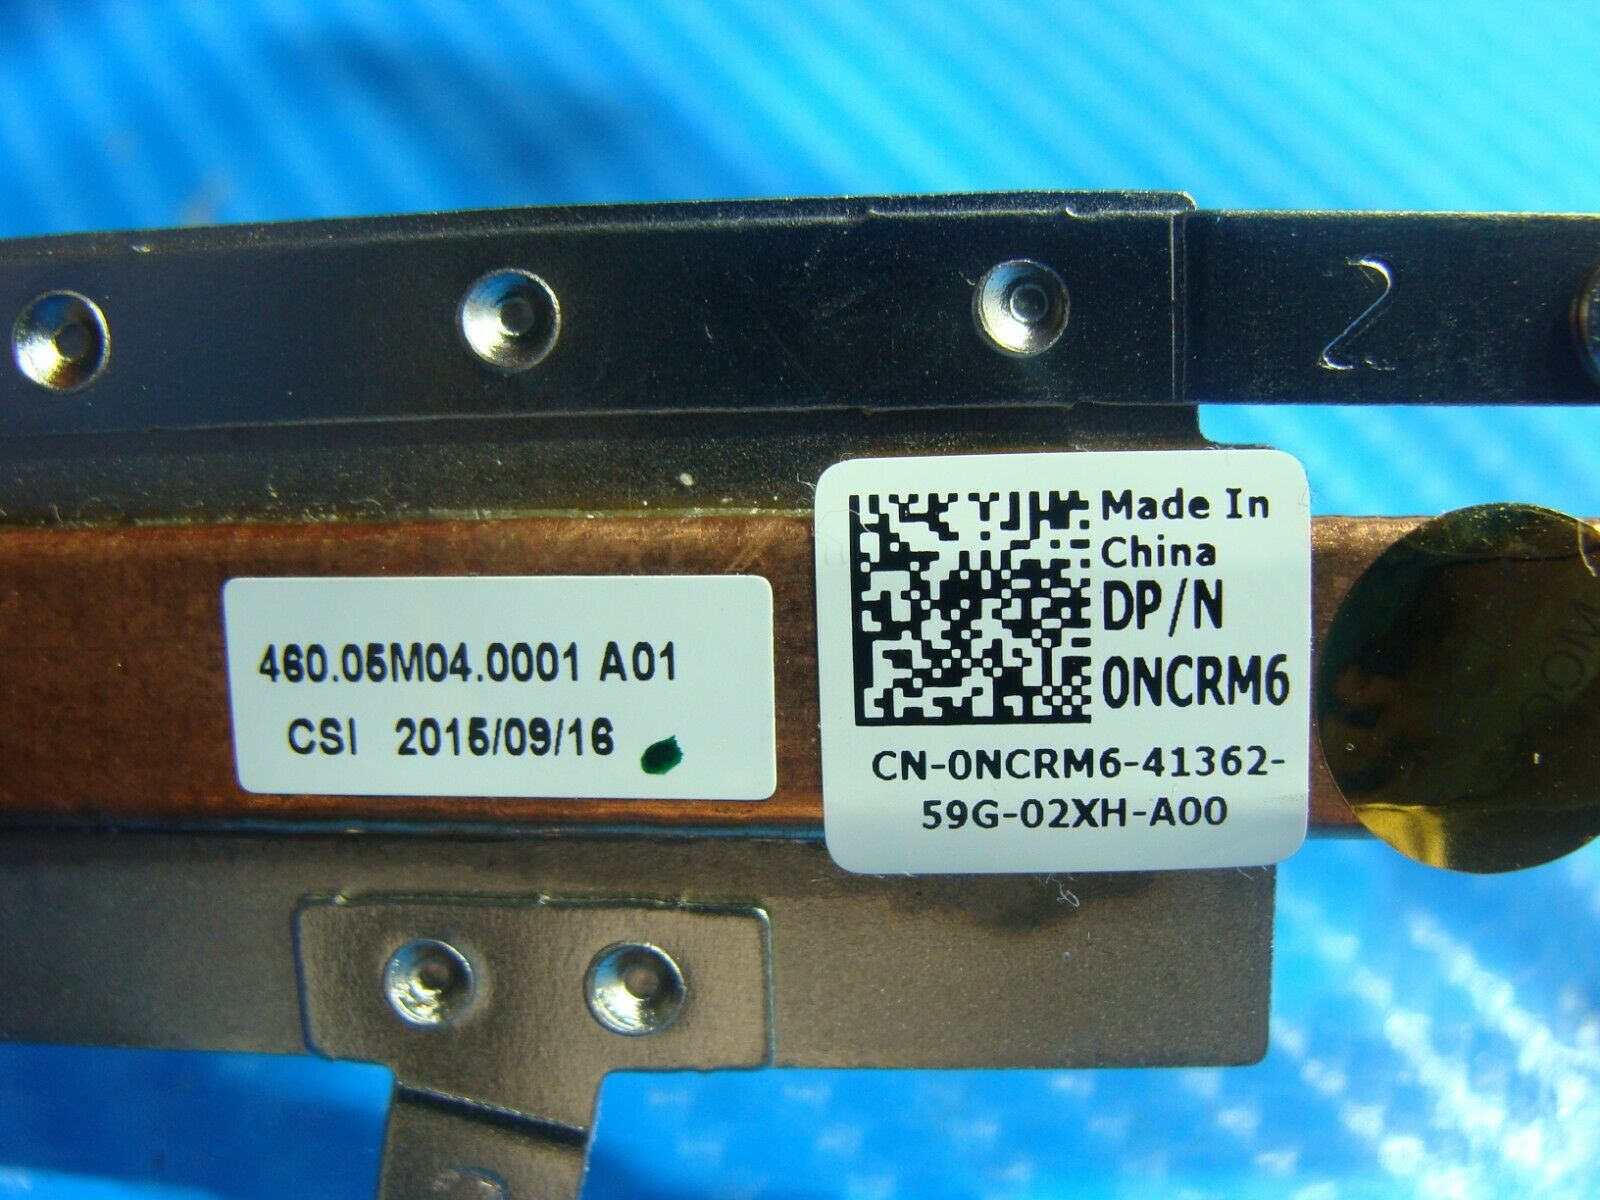 2
460.05M04.0001 A01
CSI 2015/09/16
Made In
China
DP/N
0NCRM6
CN-0NCRM6-41362-
59G-02XH-A00